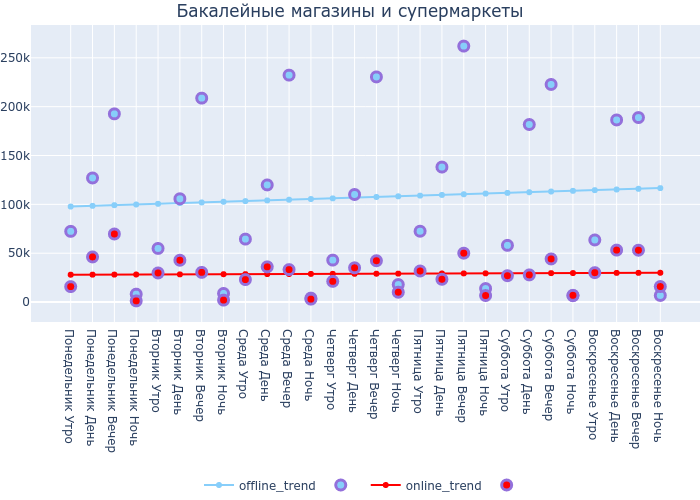 Бакалейные магазины и супермаркеты
250k
200k
150k
100k
50k
0
Понедельник Утро
Понедельник День
Понедельник Вечер
Понедельник Ночь
Вторник Утро
Вторник День
Вторник Вечер
Вторник Ночь
Среда Утро
Среда День
Среда Вечер
Среда Ночь
Четверг Утро
Четверг День
Четверг Вечер
Четверг Ночь
Пятница Утро
Пятница День
Пятница Вечер
Пятница Ночь
Суббота Утро
Суббота День
Суббота Вечер
Суббота Ночь
Воскресенье Утро
Воскресенье День
Воскресенье Вечер
Воскресенье Ночь
offline_trend online_trend